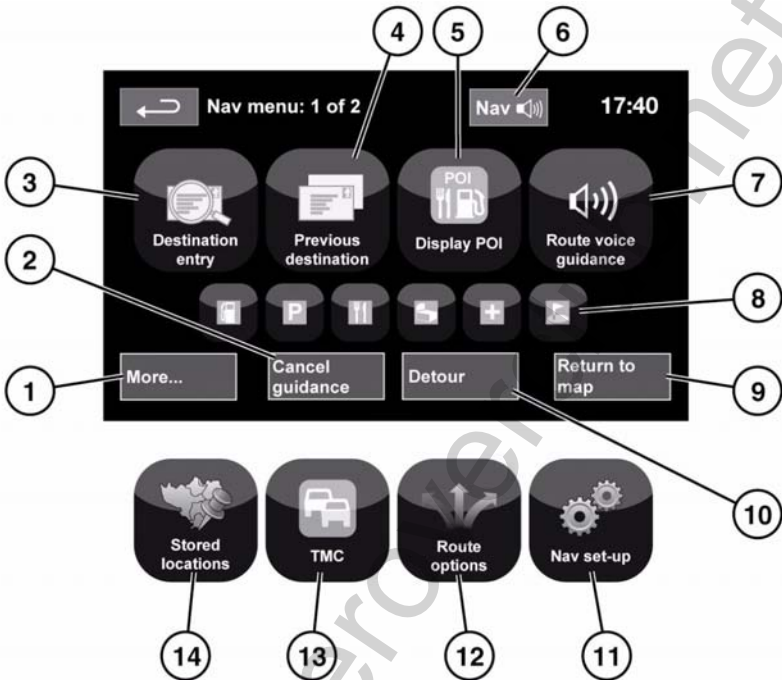 4
5
6
Nav menu: 1 of 2
Nav
17:40
3
POI
7
Destination
entry
Previous
destination
Display POI
Route voice
guidance
2
P
8
More...
Cancel
guidance
Detour
Return to
map
1
9
Stored
locations
TMC
Route
options
Nav set-up
10
14
13
12
11